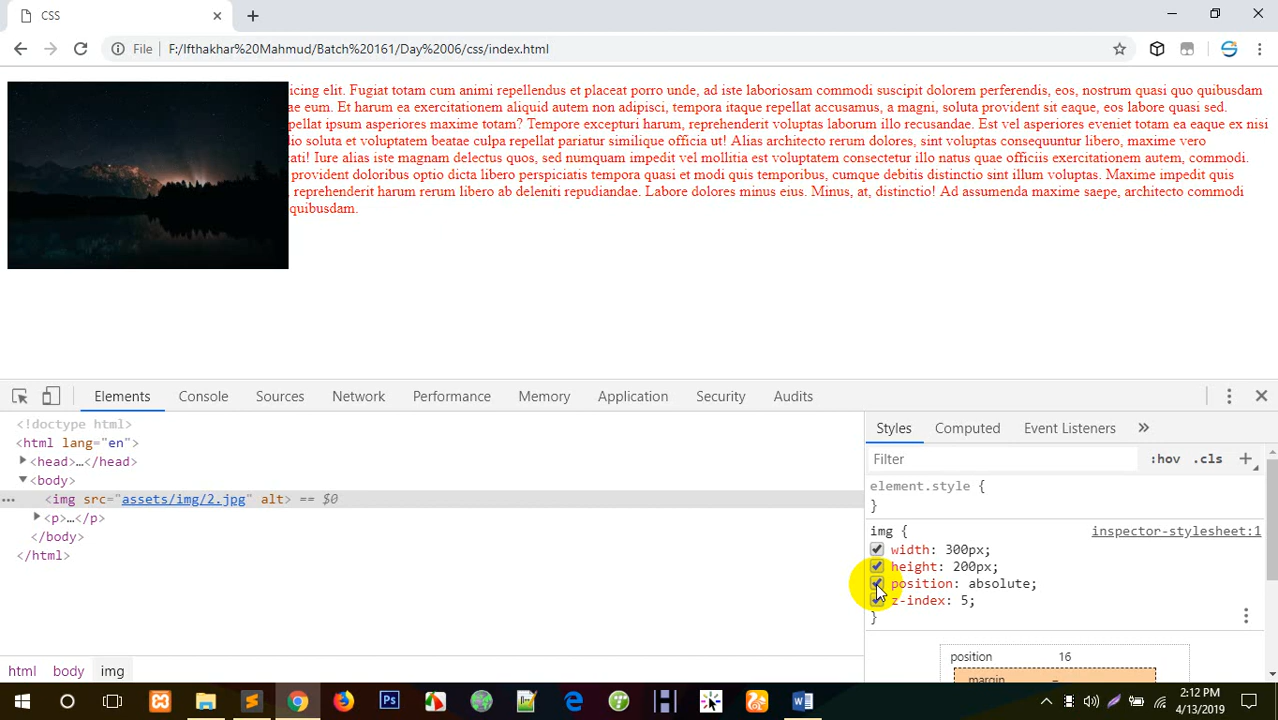 CSS
File
F:/Ifthakhar%20Mahmud/Batch%20161/Day%2006/css/index.html
icing elit. Fugiat totam cum animi repellendus et placeat porro unde, ad iste laboriosam commodi suscipit dolorem perferendis, eos, nostrum quasi quo quibusdam
ae eum. Et harum ea exercitationem aliquid autem non adipisci, tempora itaque repellat accusamus, a magni, soluta provident sit eaque, eos labore quasi sed.
pellat ipsum asperiores maxime totam? Tempore excepturi harum, reprehenderit voluptas laborum illo recusandae. Est vel asperiores eveniet totam ea eaque ex nisi
dio soluta et voluptatem beatae culpa repellat pariatur similique officia ut! Alias architecto rerum dolores, sint voluptas consequuntur libero, maxime vero
cati! Iure alias iste magnam delectus quos, sed numquam impedit vel mollitia est voluptatem consectetur illo natus quae officiis exercitationem autem, commodi.
provident doloribus optio dicta libero perspiciatis tempora quasi et modi quis temporibus, cumque debitis distinctio sint illum voluptas. Maxime impedit quis
reprehenderit harum rerum libero ab deleniti repudiandae. Labore dolores minus eius. Minus, at, distinctio! Ad assumenda maxime saepe, architecto commodi
quibusdam.
Elements Console Sources Network Performance Memory Application Security Audits
<!doctype html>
<html lang="en">
<head>…</head>
<body>
<img src="assets/img/2.jpg" alt> == $0
<p>…</p>
</body>
</html>
html body img
Styles Computed Event Listeners »
Filter :hov .cls +
element.style {
}
img { inspector-stylesheet:1
width: 300px;
height: 200px;
position: absolute;
z-index: 5;
}
position 16
margin –
2:12 PM
4/13/2019